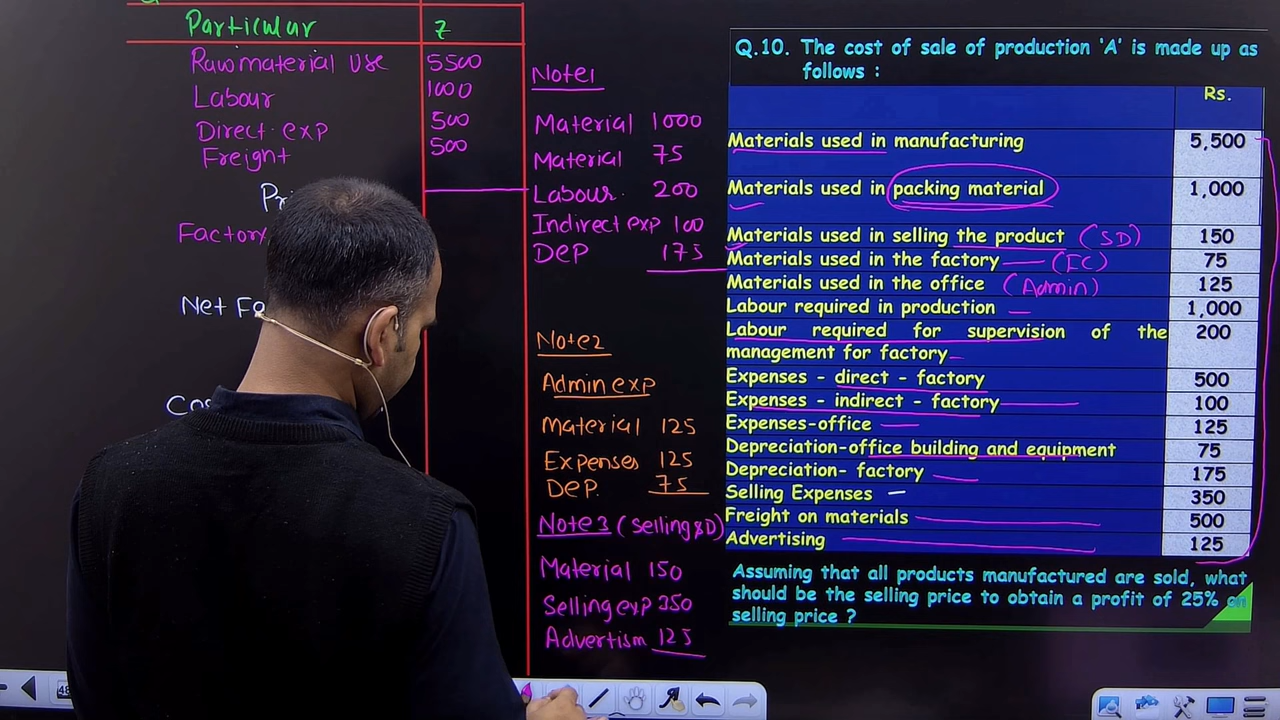 Particular ₹
Raw material Use 5500
Labour 1000
Direct exp 500
Freight 500
Factory
Note1
Material 1000
Material 75
Labour. 200
Indirect exp 100
Dep 175
Note2
Admin exp
Material 125
Expenses 125
Dep. 75
Note3 (Selling & D)
Material 150
Selling exp 350
Advertism 125
Q.10. The cost of sale of production 'A' is made up as
follows :
Rs.
Materials used in manufacturing 5,500
Materials used in packing material 1,000
Materials used in selling the product (SD) 150
Materials used in the factory (FC) 75
Materials used in the office (Admin) 125
Labour required in production 1,000
Labour required for supervision of the 200
management for factory
Expenses - direct - factory 500
Expenses - indirect - factory 100
Expenses-office 125
Depreciation-office building and equipment 75
Depreciation- factory 175
Selling Expenses 350
Freight on materials 500
Advertising 125
Assuming that all products manufactured are sold, what
should be the selling price to obtain a profit of 25% on
selling price ?